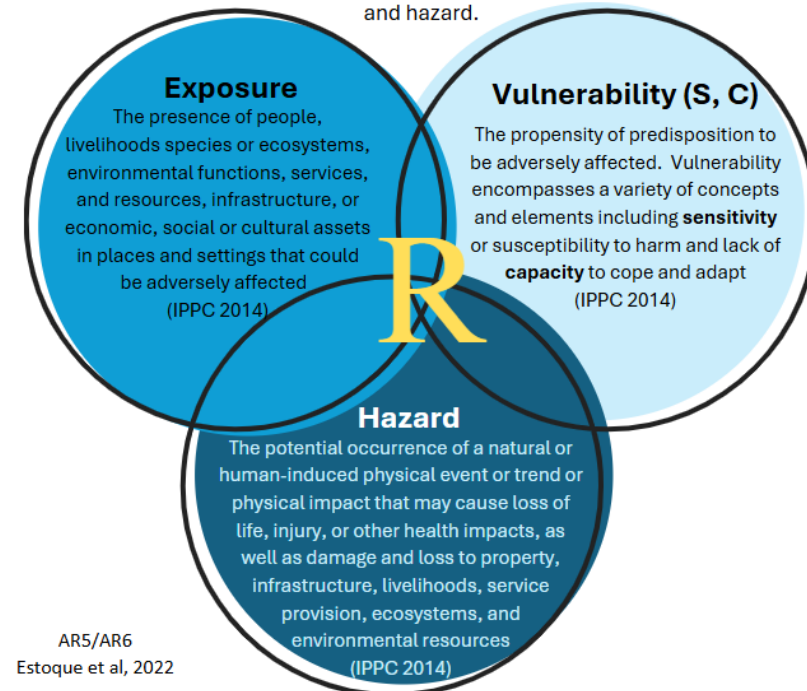 and hazard.
Exposure
The presence of people,
livelihoods species or ecosystems,
environmental functions, services,
and resources, infrastructure, or
economic, social or cultural assets
in places and settings that could
be adversely affected
(IPPC 2014)
Vulnerability (S, C)
The propensity of predisposition to
be adversely affected. Vulnerability
encompasses a variety of concepts
and elements including sensitivity
or susceptibility to harm and lack of
capacity to cope and adapt
(IPPC 2014)
R
Hazard
The potential occurrence of a natural or
human-induced physical event or trend or
physical impact that may cause loss of
life, injury, or other health impacts, as
well as damage and loss to property,
infrastructure, livelihoods, service
provision, ecosystems, and
environmental resources
(IPPC 2014)
AR5/AR6
Estoque et al, 2022